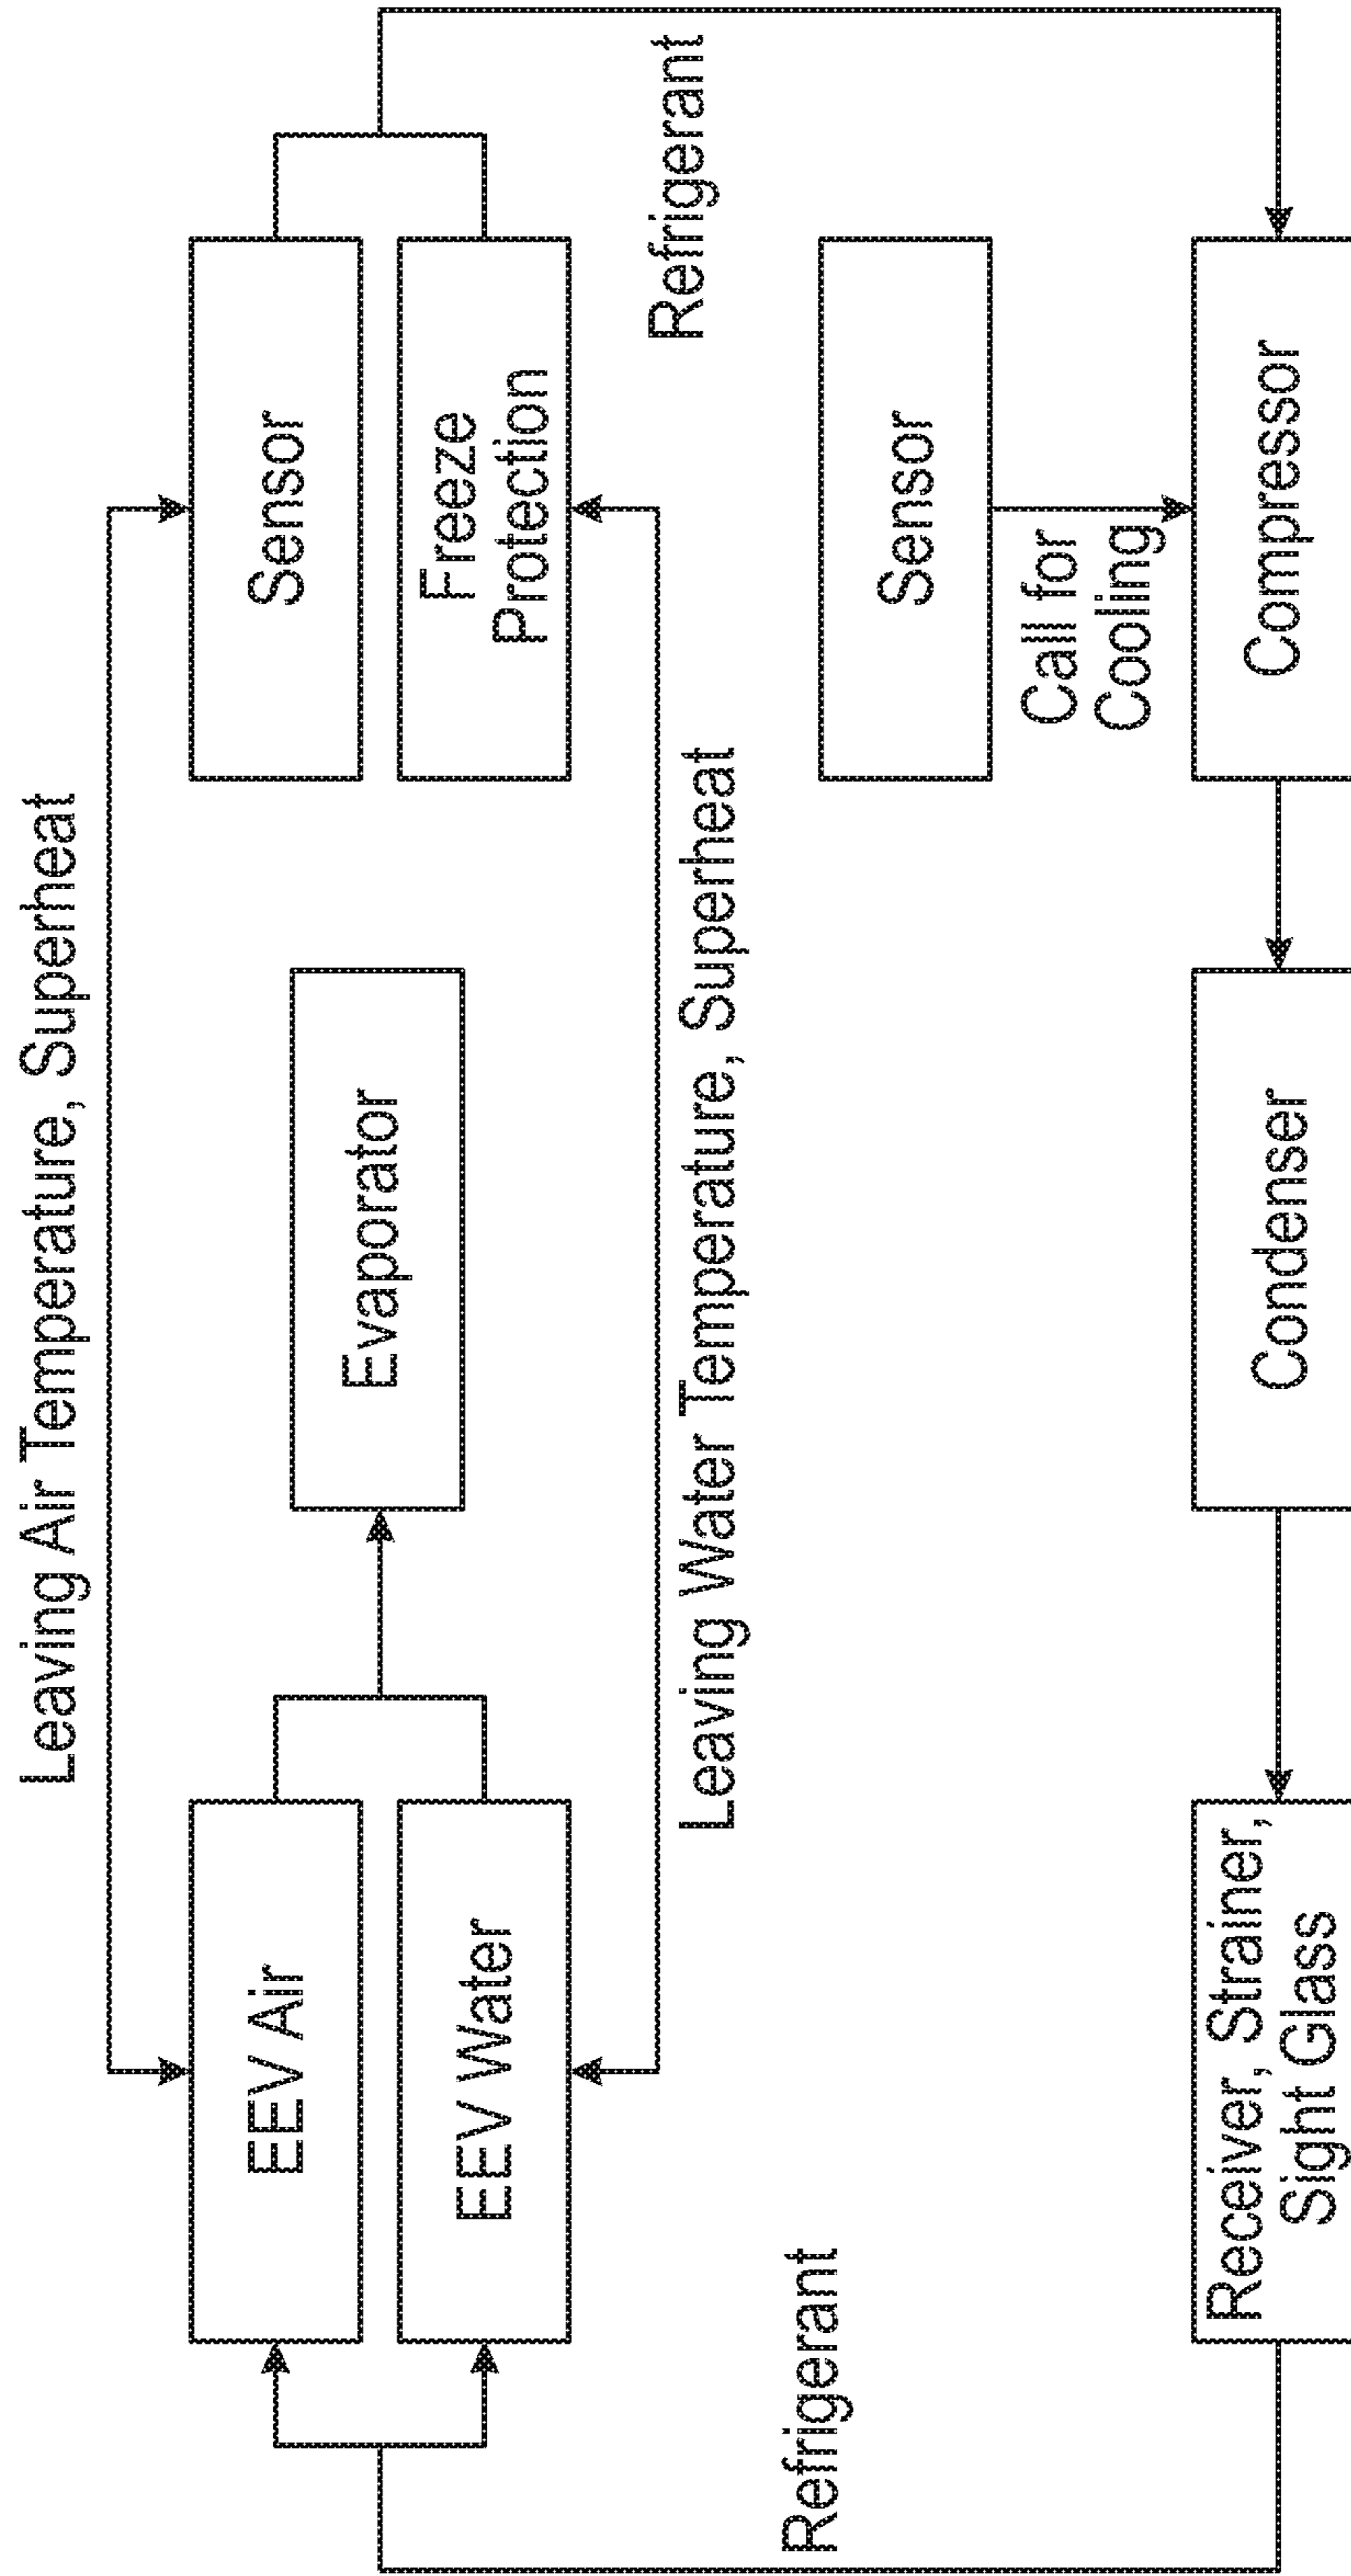 Leaving Air Temperature, Superheat
EEV Air
Sensor
Evaporator
EEV Water
Freeze
Protection
Leaving Water Temperature, Superheat
Refrigerant
Refrigerant
Sensor
Call for
Cooling
Receiver, Strainer,
Sight Glass
Condenser
Compressor